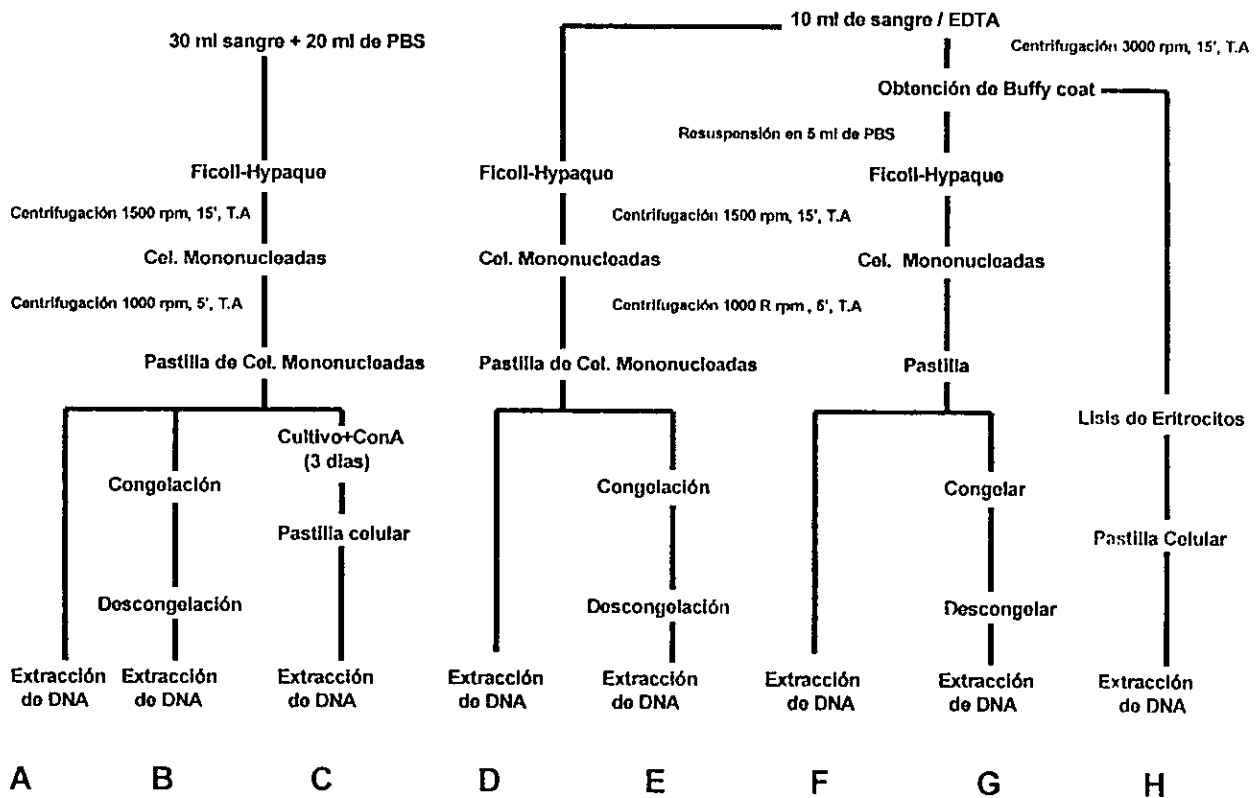 10 ml de sangre / EDTA
30 ml sangre + 20 ml de PBS
Centrifugación 3000 rpm, 15', T.A
Obtención de Buffy coat
Resuspensión en 5 ml de PBS
Ficoll-Hypaque
Ficoll-Hypaque
Ficoll-Hypaque
Centrifugación 1500 rpm, 15', T.A
Centrifugación 1500 rpm, 15', T.A
Cel. Mononucleadas
Cel. Mononucleadas
Cel. Mononucleadas
Centrifugación 1000 rpm, 5', T.A
Centrifugación 1000 R rpm , 5', T.A
Pastilla de Cel. Mononucleadas
Pastilla de Cel. Mononucleadas
Pastilla
Lisis de Eritrocitos
Cultivo+ConA
(3 dias)
Congelación
Congelación
Congelar
Pastilla celular
Pastilla Celular
Descongelación
Descongelación
Descongelar
Extracción
de DNA
Extracción
de DNA
Extracción
de DNA
Extracción
de DNA
Extracción
de DNA
Extracción
de DNA
Extracción
de DNA
Extracción
de DNA
A B C D E F G H